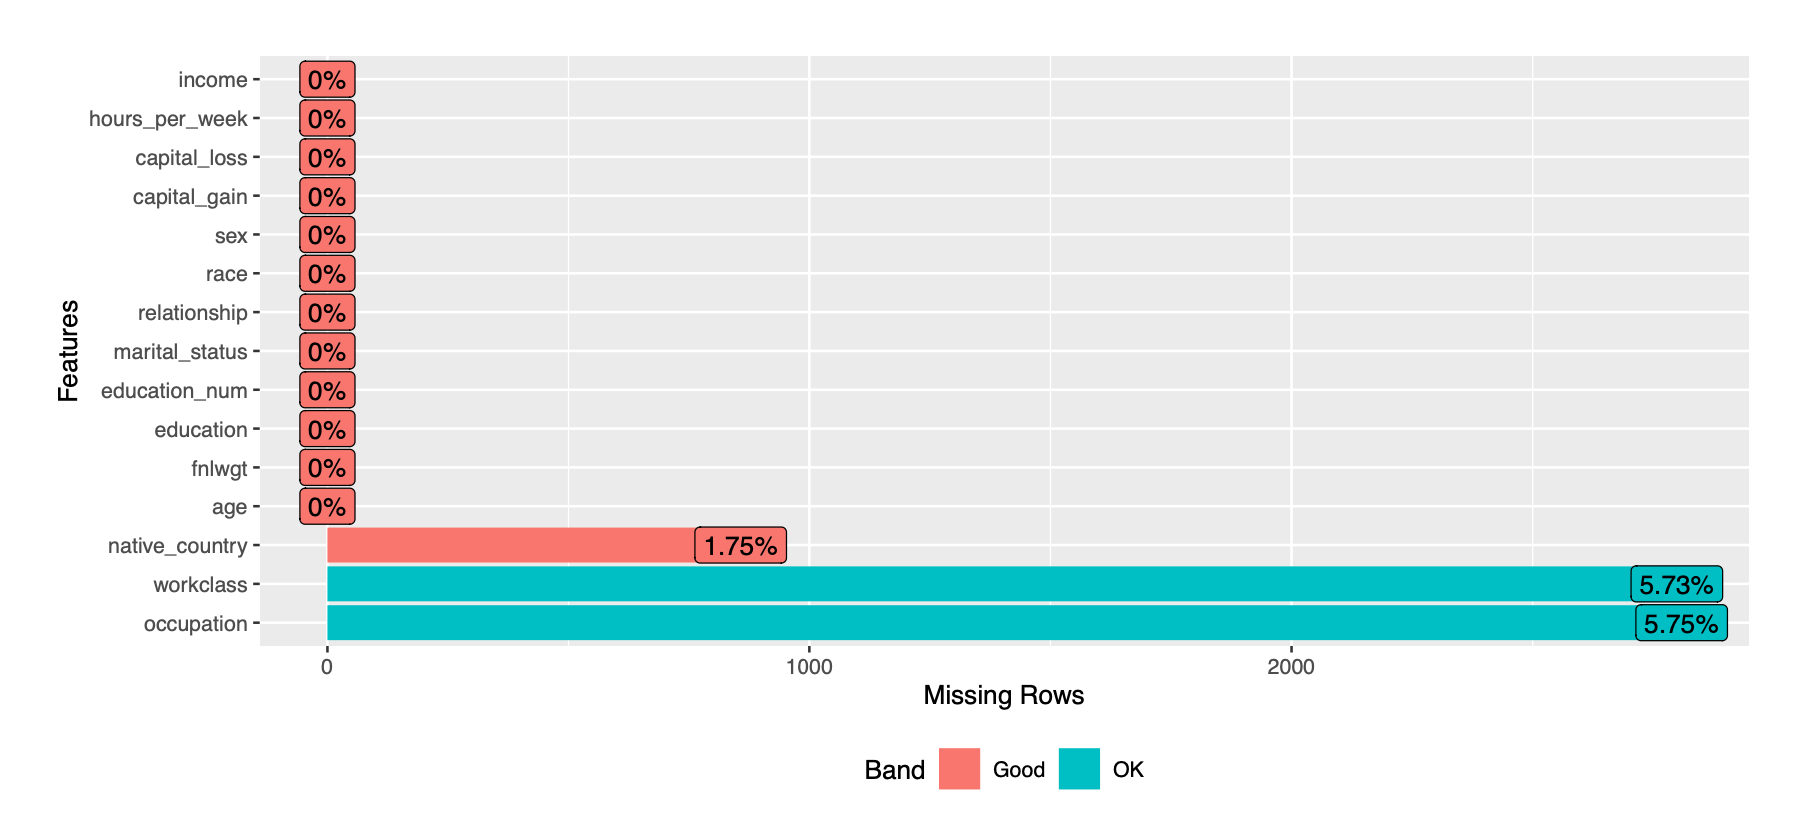 income 0%
hours_per_week 0%
capital_loss 0%
capital_gain 0%
sex 0%
race 0%
relationship 0%
marital_status 0%
education_num 0%
education 0%
fnlwgt 0%
age 0%
native_country 1.75%
workclass 5.73%
occupation 5.75%
Features
0 1000 2000
Missing Rows
Band Good OK